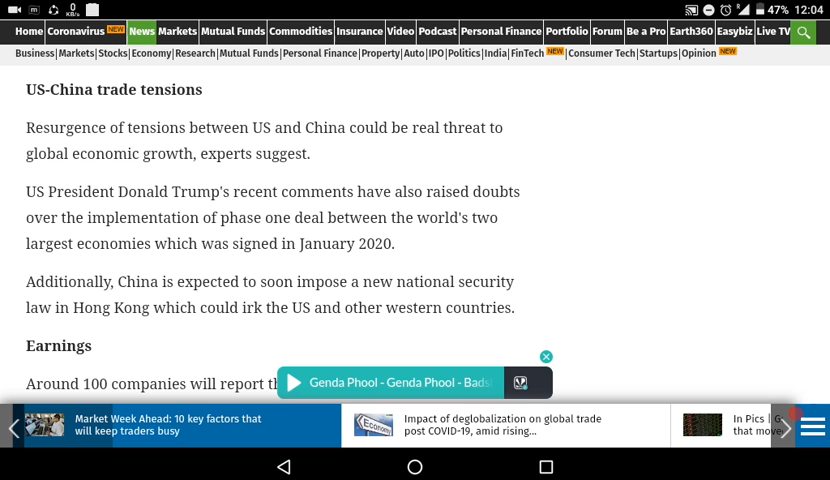 0 KB/s 47% 12:04
Home Coronavirus NEW News Markets Mutual Funds Commodities Insurance Video Podcast Personal Finance Portfolio Forum Be a Pro Earth360 Easybiz Live TV
Business| Markets| Stocks| Economy| Research| Mutual Funds| Personal Finance| Property| Auto| IPO| Politics| India| FinTech NEW | Consumer Tech| Startups| Opinion NEW
US-China trade tensions
Resurgence of tensions between US and China could be real threat to
global economic growth, experts suggest.
US President Donald Trump's recent comments have also raised doubts
over the implementation of phase one deal between the world's two
largest economies which was signed in January 2020.
Additionally, China is expected to soon impose a new national security
law in Hong Kong which could irk the US and other western countries.
Earnings
Around 100 companies will report
Genda Phool - Genda Phool -
Market Week Ahead: 10 key factors that
will keep traders busy
Impact of deglobalization on global trade
post COVID-19, amid rising...
In Pics |
that